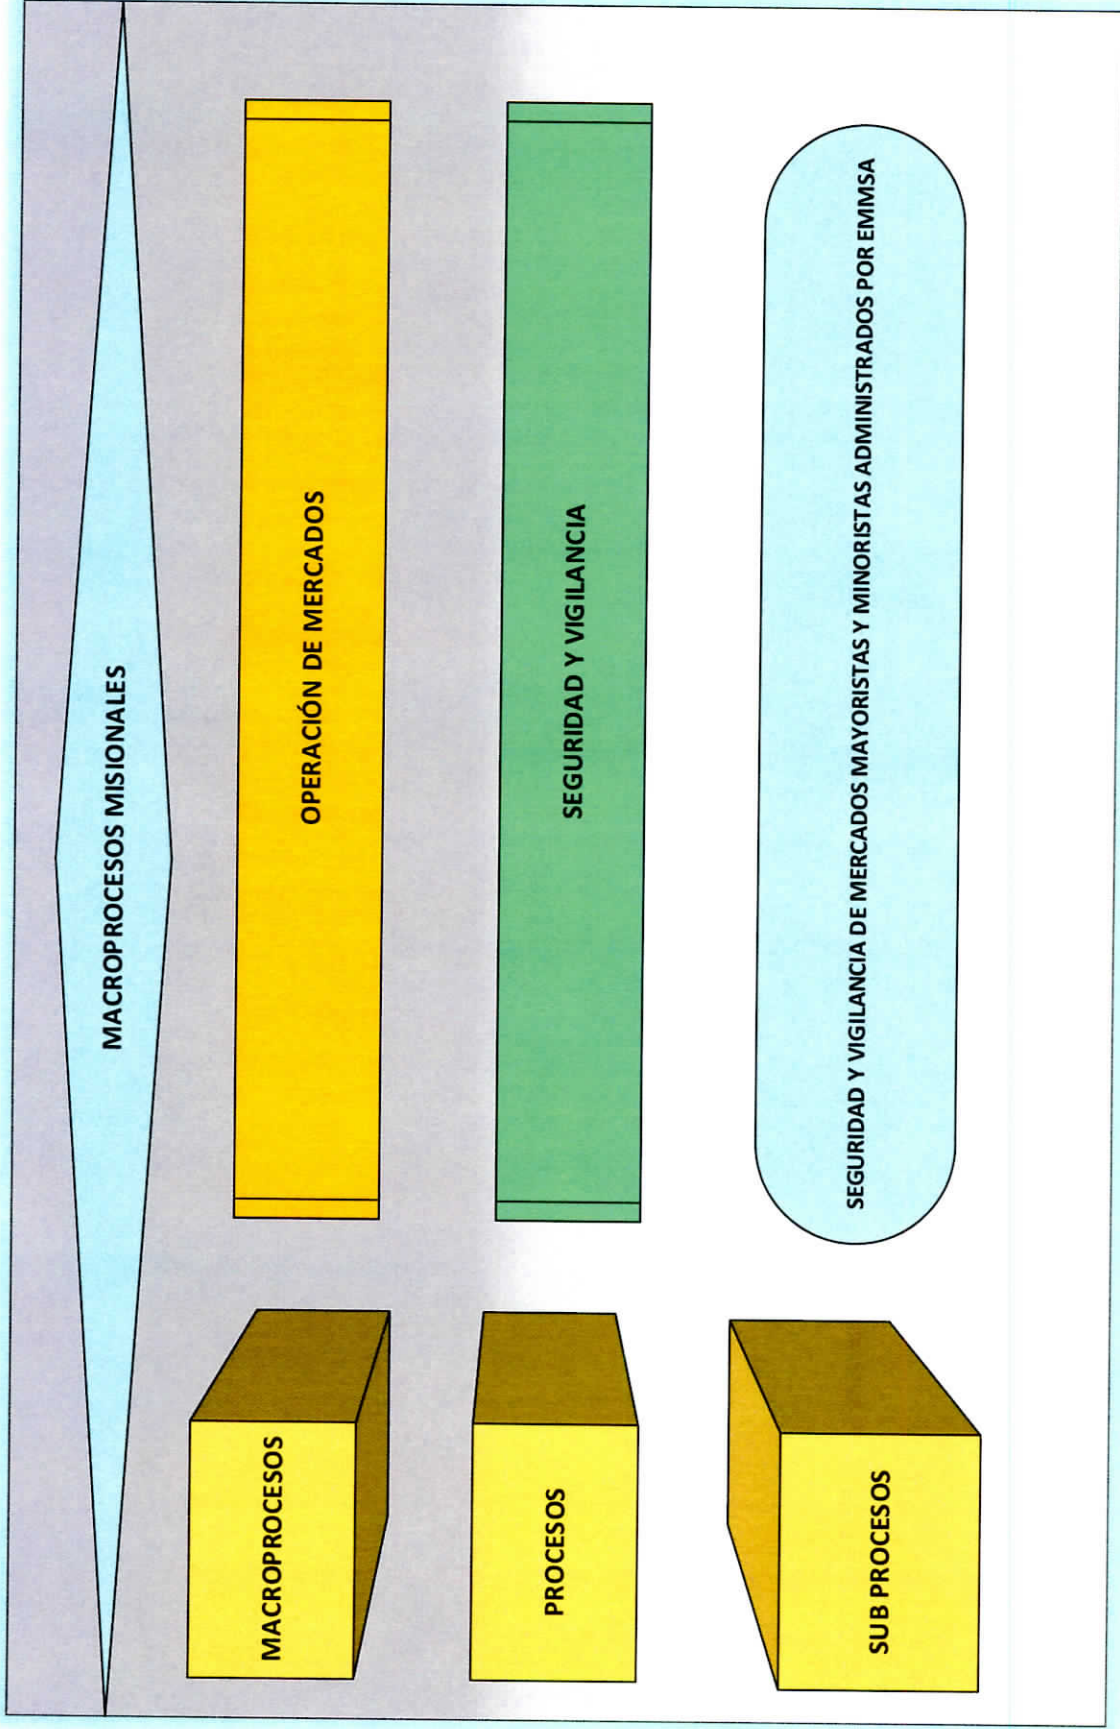 MACROPROCESOS MISIONALES
MACROPROCESOS
OPERACIÓN DE MERCADOS
PROCESOS
SEGURIDAD Y VIGILANCIA
SUB PROCESOS
SEGURIDAD Y VIGILANCIA DE MERCADOS MAYORISTAS Y MINORISTAS ADMINISTRADOS POR EMMSA